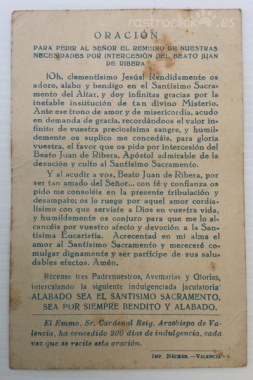 rastroclick.es
ORACIÓN
PARA PEDIR AL SEÑOR EL REMEDIO DE NUESTRAS
NECESIDADES POR INTERCESIÓN DEL BEATO JUAN
DE RIBERA
¡Oh, clementísimo Jesús! Rendidamente os
adoro, alabo y bendigo en el Santísimo Sacra-
mento del Altar, y doy infinitas gracias por la
inefable institución de tan divino Misterio.
Ante ese trono de amor y de misericordia, acudo
en demanda de gracia, recordándoos el valor in-
finito de vuestra preciosísima sangre, y humil-
demente os suplico me concedáis, para gloria
vuestra, el favor que os pido por intercesión del
Beato Juan de Ribera, Apóstol admirable de
la devoción y culto al Santísimo Sacramento.
Y al acudir a vos, Beato Juan de Ribera, por
ser tan amado del Señor... con fé y confianza os
pido me consoléis en la presente tribulación y
desamparo; os lo ruego por aquel amor cordia-
lísimo con que servisteis a Dios en vuestra vida,
y humildemente os conjuro para que me lo al-
cancéis por vuestro afecto y devoción a la San-
tísima Eucaristía. Acrecentad en mi alma el
amor al Santísimo Sacramento y mereceré co-
mulgar dignamente y ser partícipe de sus salu-
dables efectos. Amén.
Récense tres Padrenuestros, Avemarías y Glorias,
intercalando la siguiente indulgenciada jaculatoria
ALABADO SEA EL SANTISIMO SACRAMENTO,
SEA POR SIEMPRE BENDITO Y ALABADO.
El Emmo. Sr. Cardenal Reig, Arzobispo de Va-
lencia, ha concedido 200 días de indulgencia, cada
vez que se recite esta oración.
IMP. NÁCHER.-VALENCIA